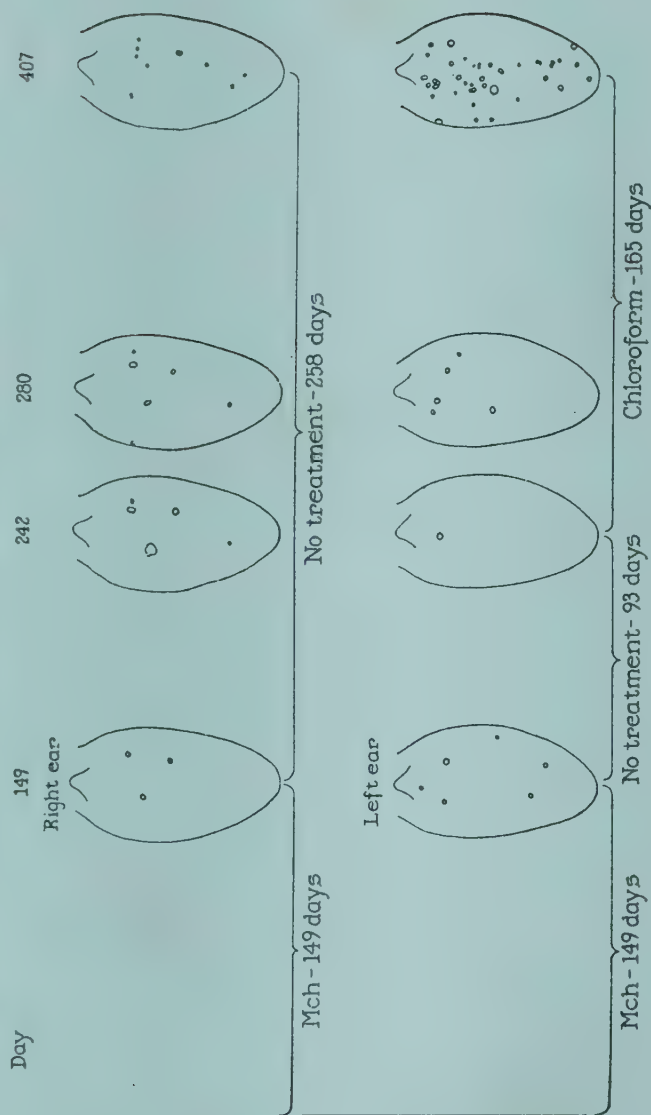 Day
149
242
280
407
Right ear
Mch - 149 days
No treatment - 258 days
Left ear
Mch - 149 days
No treatment - 93 days
Chloroform - 165 days